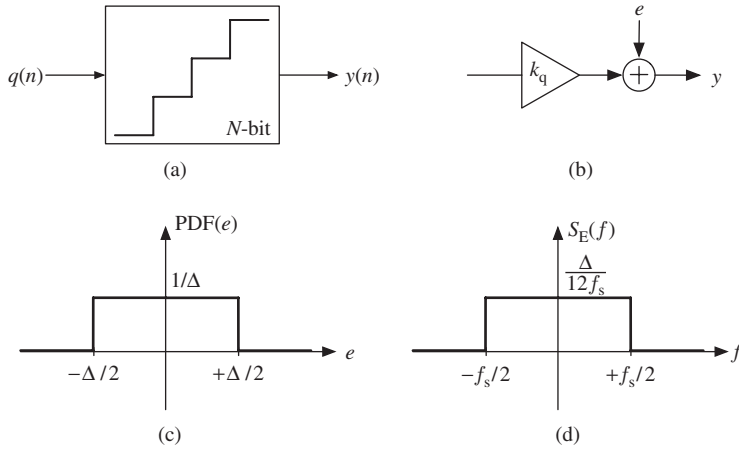 q(n)
N-bit
y(n)
(a)
e
k_q
+
y
(b)
PDF(e)
1/Δ
e
−Δ/2
+Δ/2
(c)
S_E(f)
Δ
12f_s
f
−f_s/2
+f_s/2
(d)